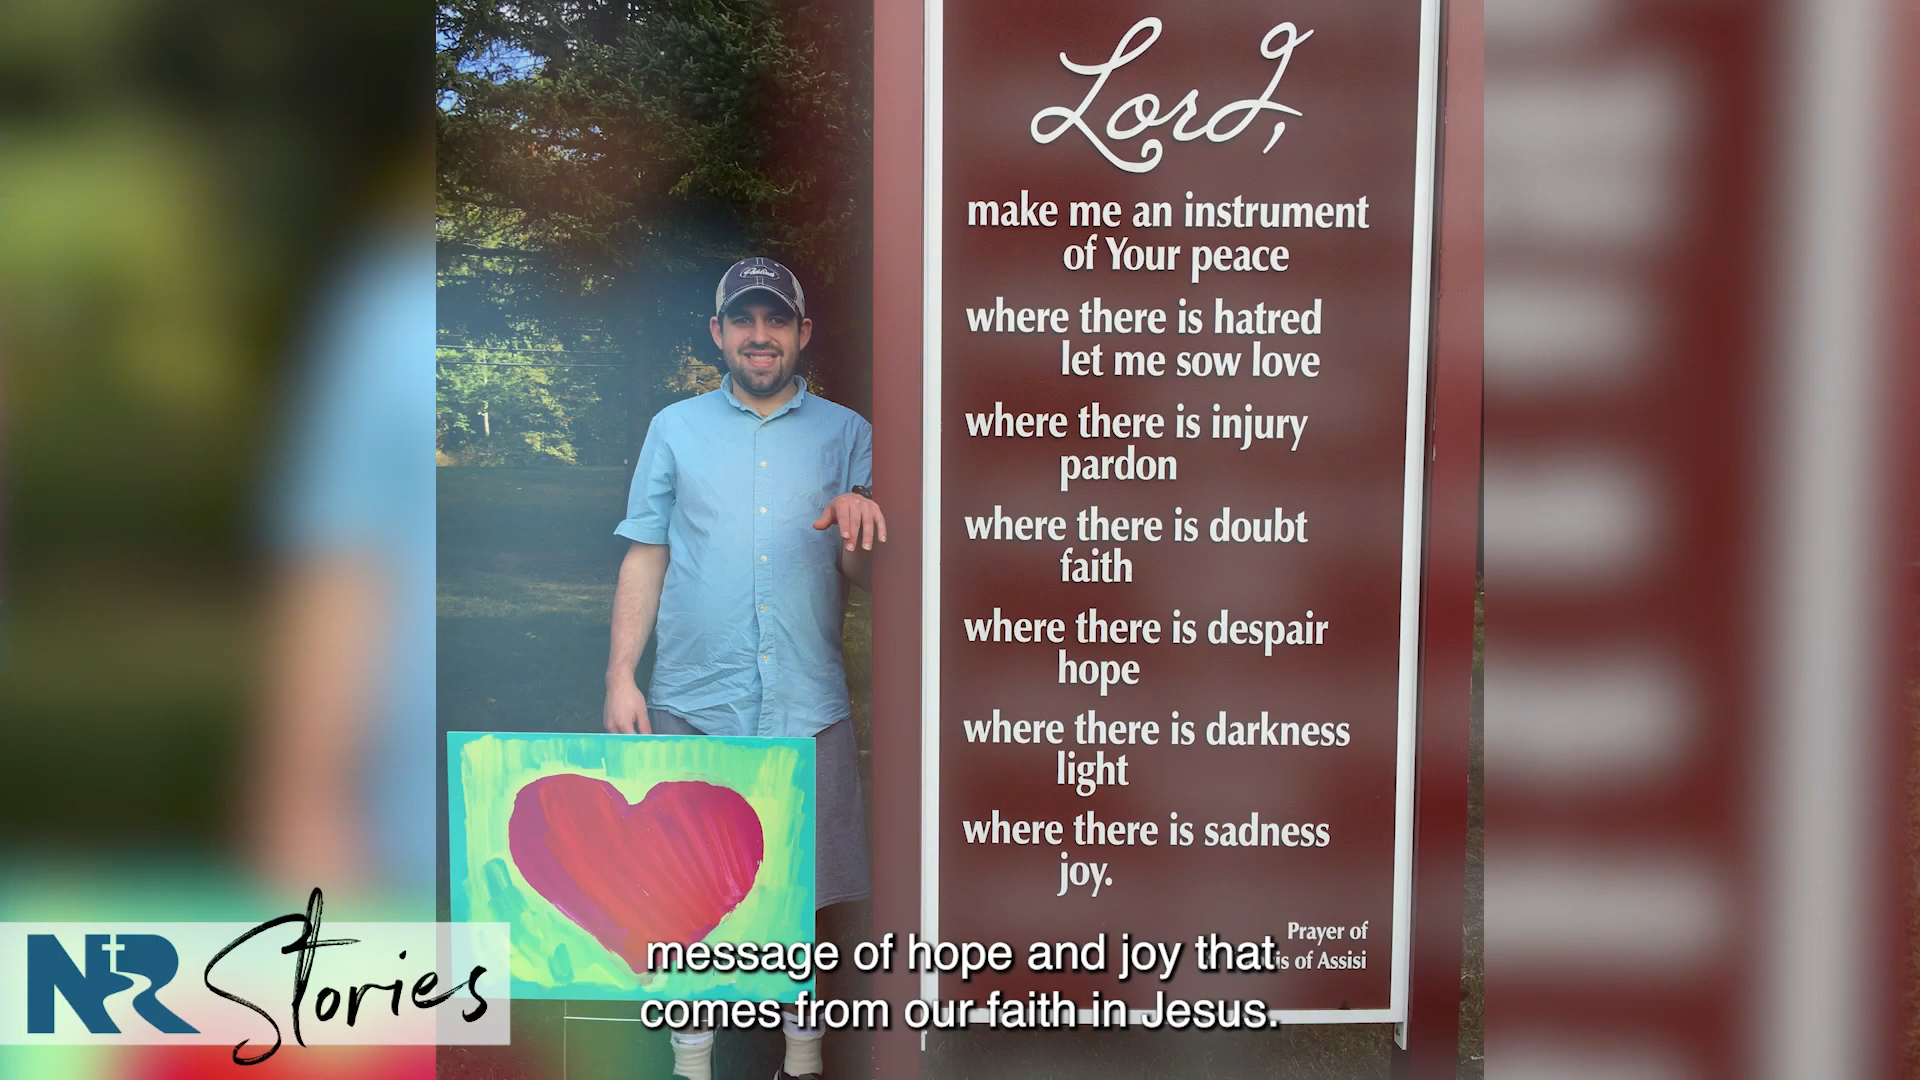 Lord,
make me an instrument
of Your peace
where there is hatred
let me sow love
where there is injury
pardon
where there is doubt
faith
where there is despair
hope
where there is darkness
light
where there is sadness
joy.
Prayer of
of Assisi
message of hope and joy that
comes from our faith in Jesus.
NR Stories